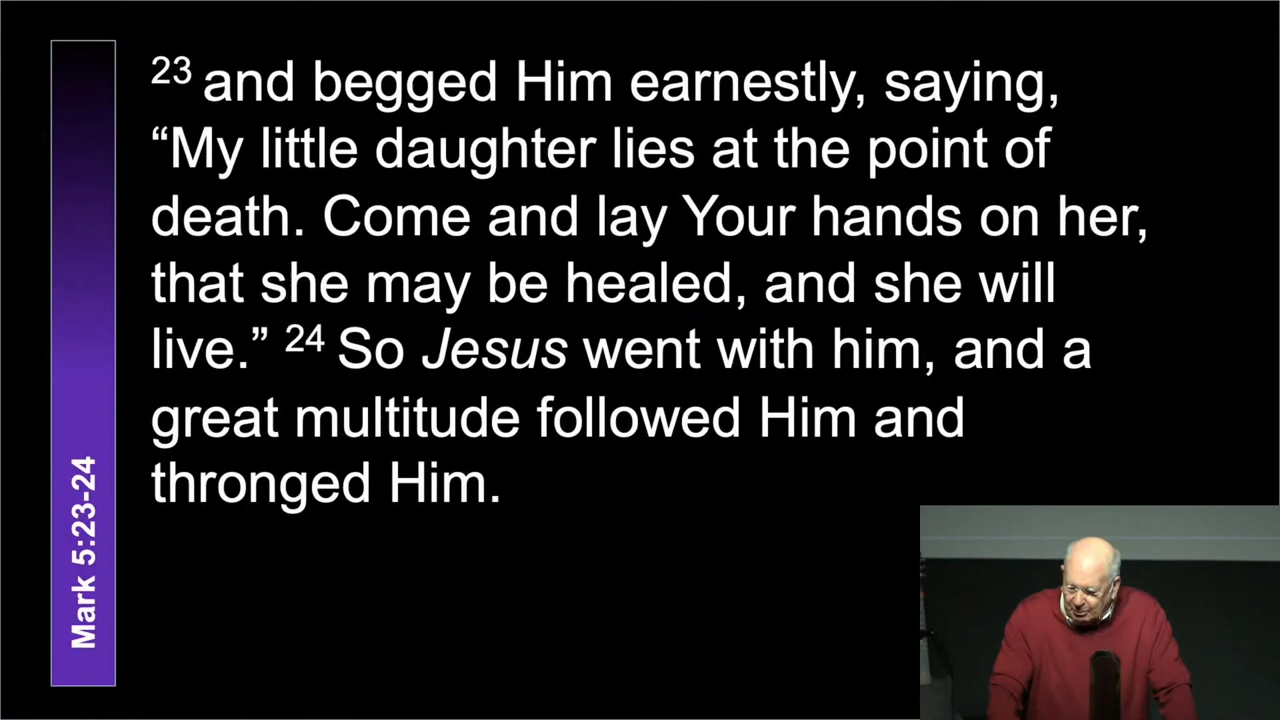 23 and begged Him earnestly, saying,
“My little daughter lies at the point of
death. Come and lay Your hands on her,
that she may be healed, and she will
live.” 24 So Jesus went with him, and a
great multitude followed Him and
thronged Him.
Mark 5:23-24